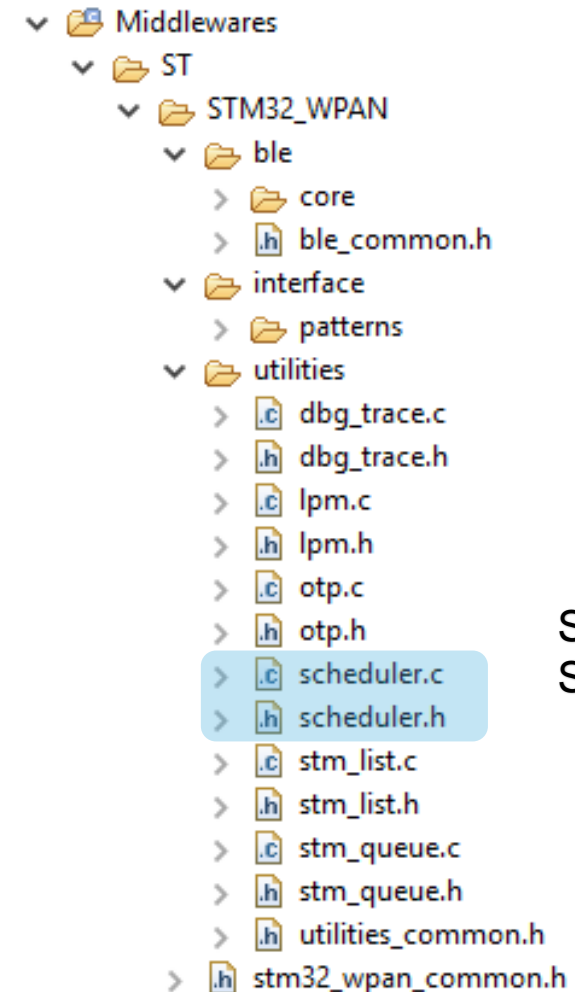 Middlewares
ST
STM32_WPAN
ble
core
.h ble_common.h
interface
patterns
utilities
.c dbg_trace.c
.h dbg_trace.h
.c lpm.c
.h lpm.h
.c otp.c
.h otp.h
S
.c scheduler.c
S
.h scheduler.h
.c stm_list.c
.h stm_list.h
.c stm_queue.c
.h stm_queue.h
.h utilities_common.h
.h stm32_wpan_common.h